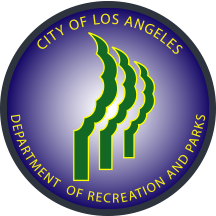 CITY OF LOS ANGELES
DEPARTMENT OF RECREATION AND PARKS